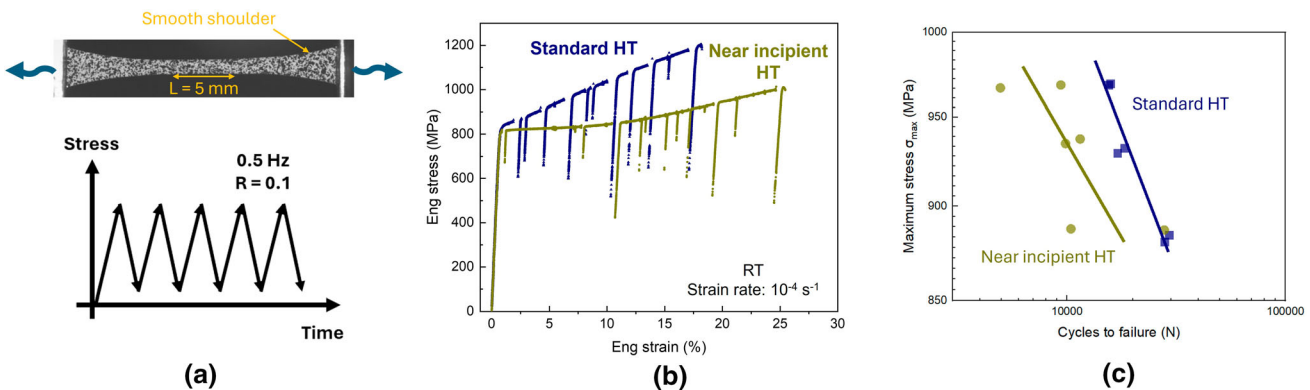 Smooth shoulder
L = 5 mm
Stress
0.5 Hz
R = 0.1
Time
(a)
Eng stress (MPa)
1200
1000
800
600
400
200
0
Standard HT
Near incipient
HT
RT
Strain rate: 10⁻⁴ s⁻¹
0 5 10 15 20 25 30
Eng strain (%)
(b)
Maximum stress σmax (MPa)
1000
950
900
850
Standard HT
Near incipient HT
10000 100000
Cycles to failure (N)
(c)